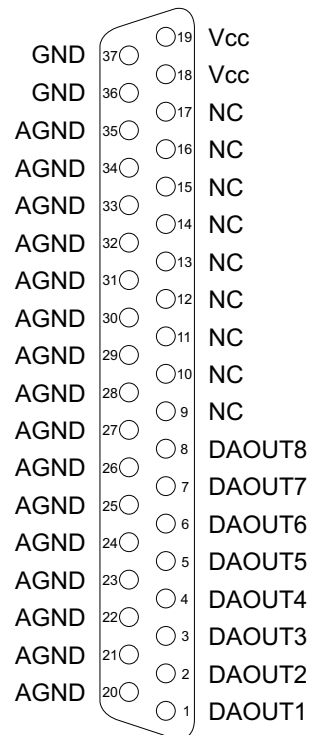 19 Vcc
GND 37
18 Vcc
GND 36
17 NC
AGND 35
16 NC
AGND 34
15 NC
AGND 33
14 NC
AGND 32
13 NC
AGND 31
12 NC
AGND 30
11 NC
AGND 29
10 NC
AGND 28
9 NC
AGND 27
8 DAOUT8
AGND 26
7 DAOUT7
AGND 25
6 DAOUT6
AGND 24
5 DAOUT5
AGND 23
4 DAOUT4
AGND 22
3 DAOUT3
AGND 21
2 DAOUT2
AGND 20
1 DAOUT1